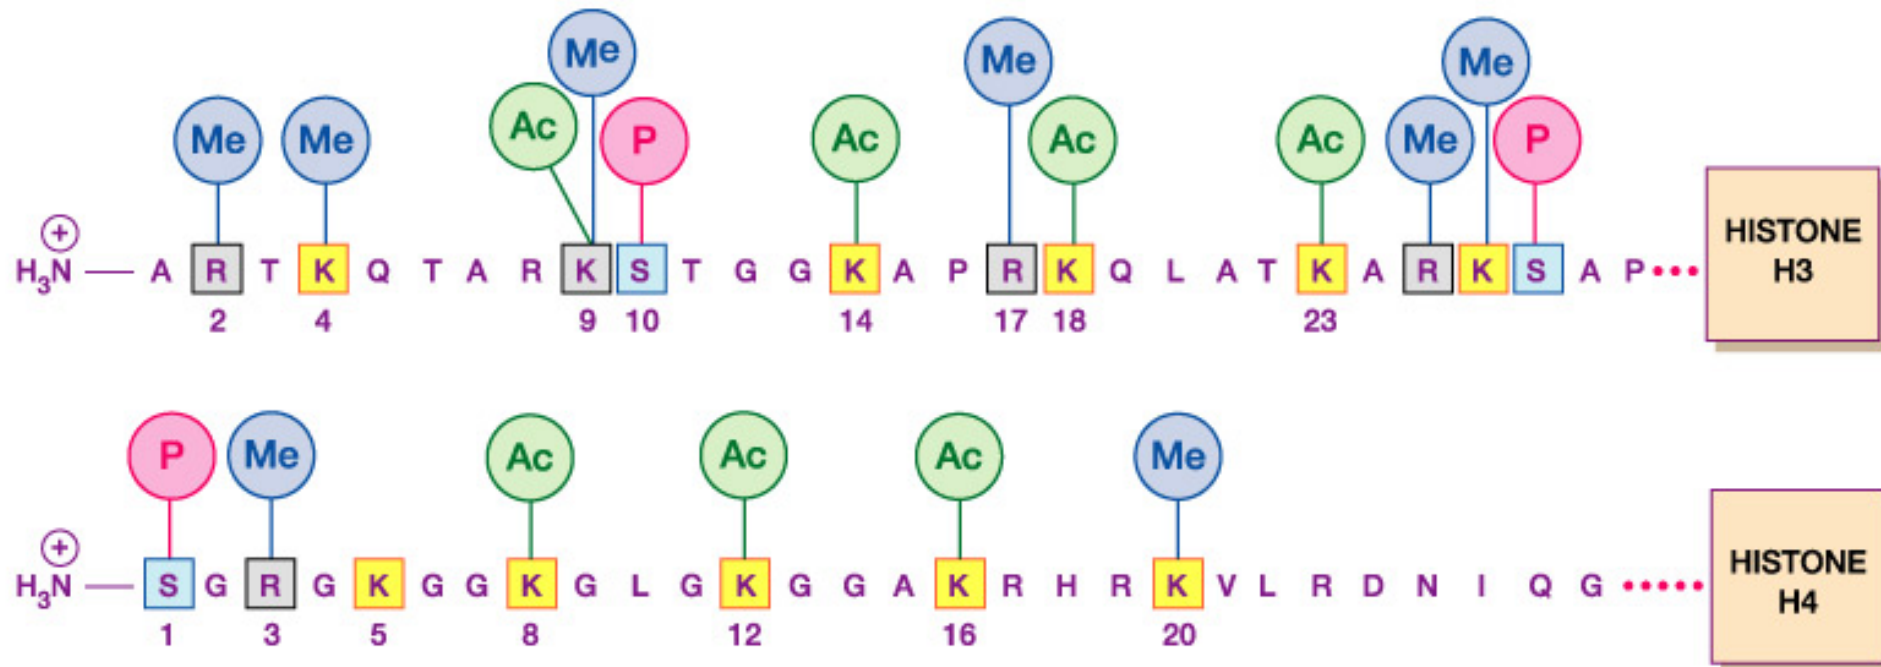 Me Me Ac Me P Ac Me Ac Ac Me Me P
⊕
H₃N — A R T K Q T A R K S T G G K A P R K Q L A T K A R K S A P ••• HISTONE H3
2 4 9 10 14 17 18 23
P Me Ac Ac Ac Me
⊕
H₃N — S G R G K G G K G L G K G G A K R H R K V L R D N I Q G ••••• HISTONE H4
1 3 5 8 12 16 20